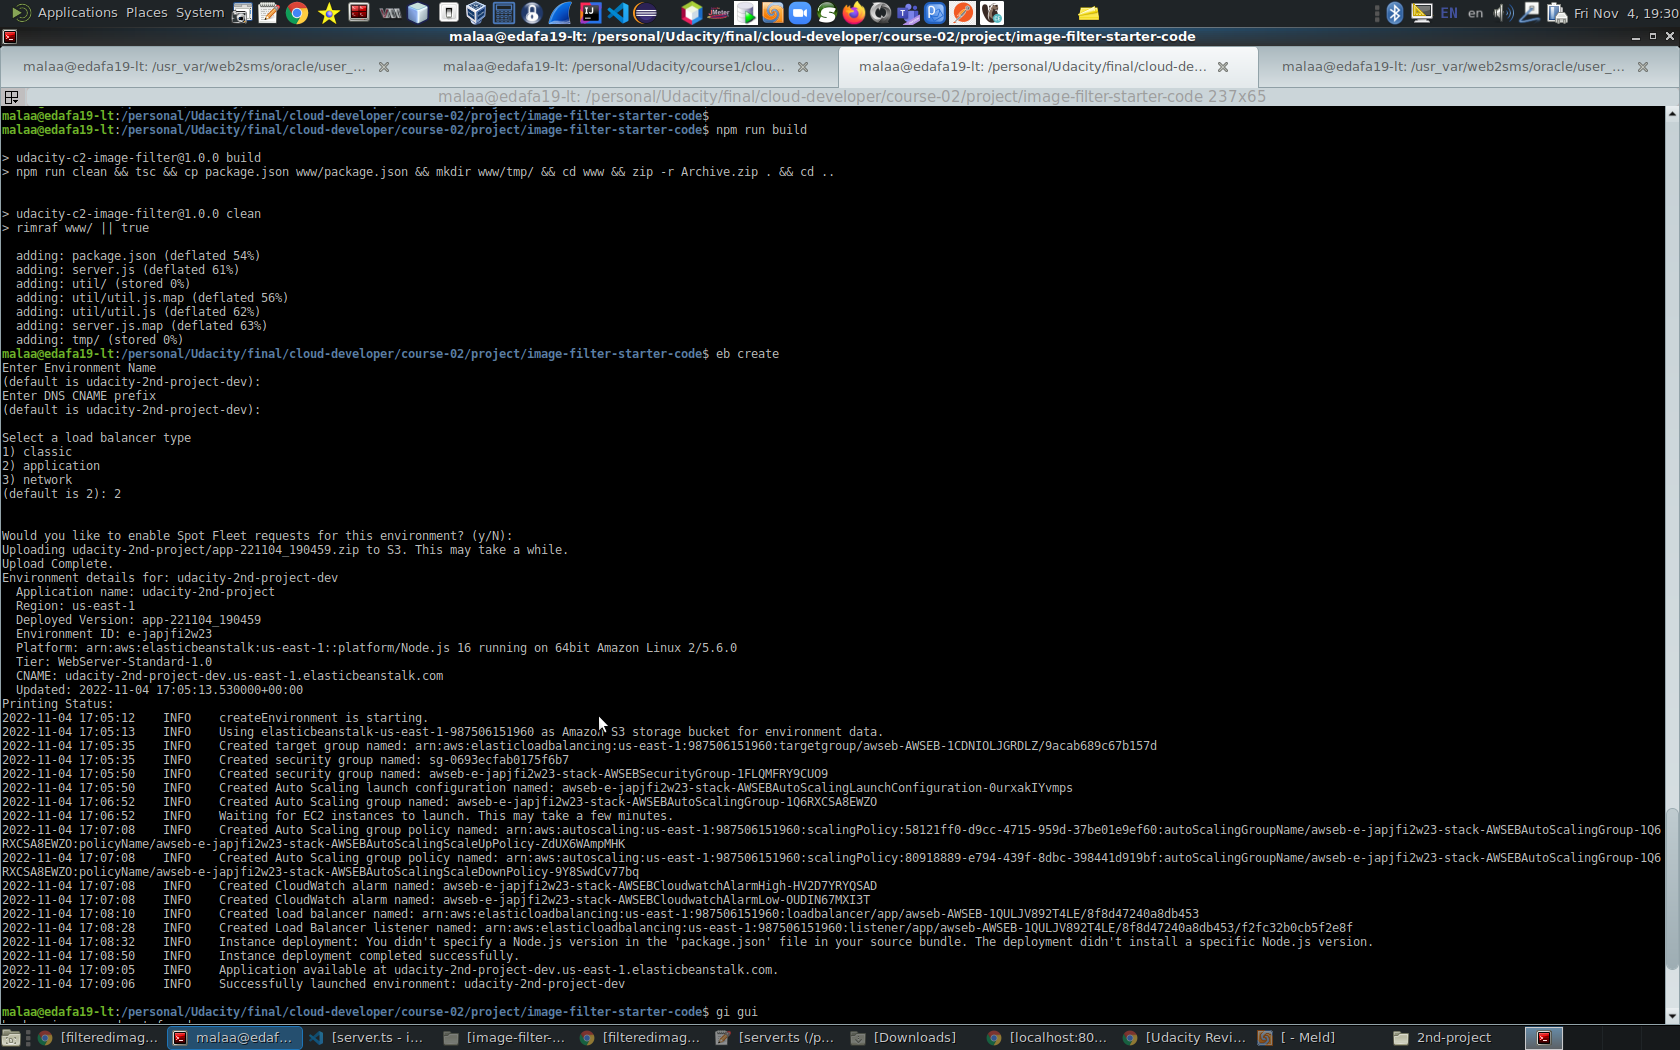 Applications Places System EN en Fri Nov 4, 19:30
malaa@edafa19-lt: /personal/Udacity/final/cloud-developer/course-02/project/image-filter-starter-code
malaa@edafa19-lt: /usr_var/web2sms/oracle/user_... malaa@edafa19-lt: /personal/Udacity/course1/clou... malaa@edafa19-lt: /personal/Udacity/final/cloud-de... malaa@edafa19-lt: /usr_var/web2sms/oracle/user_...
malaa@edafa19-lt: /personal/Udacity/final/cloud-developer/course-02/project/image-filter-starter-code 237x65
malaa@edafa19-lt:/personal/Udacity/final/cloud-developer/course-02/project/image-filter-starter-code$
malaa@edafa19-lt:/personal/Udacity/final/cloud-developer/course-02/project/image-filter-starter-code$ npm run build
> udacity-c2-image-filter@1.0.0 build
> npm run clean && tsc && cp package.json www/package.json && mkdir www/tmp/ && cd www && zip -r Archive.zip . && cd ..
> udacity-c2-image-filter@1.0.0 clean
> rimraf www/ || true
adding: package.json (deflated 54%)
adding: server.js (deflated 61%)
adding: util/ (stored 0%)
adding: util/util.js.map (deflated 56%)
adding: util/util.js (deflated 62%)
adding: server.js.map (deflated 63%)
adding: tmp/ (stored 0%)
malaa@edafa19-lt:/personal/Udacity/final/cloud-developer/course-02/project/image-filter-starter-code$ eb create
Enter Environment Name
(default is udacity-2nd-project-dev):
Enter DNS CNAME prefix
(default is udacity-2nd-project-dev):
Select a load balancer type
1) classic
2) application
3) network
(default is 2): 2
Would you like to enable Spot Fleet requests for this environment? (y/N):
Uploading udacity-2nd-project/app-221104_190459.zip to S3. This may take a while.
Upload Complete.
Environment details for: udacity-2nd-project-dev
Application name: udacity-2nd-project
Region: us-east-1
Deployed Version: app-221104_190459
Environment ID: e-japjfi2w23
Platform: arn:aws:elasticbeanstalk:us-east-1::platform/Node.js 16 running on 64bit Amazon Linux 2/5.6.0
Tier: WebServer-Standard-1.0
CNAME: udacity-2nd-project-dev.us-east-1.elasticbeanstalk.com
Updated: 2022-11-04 17:05:13.530000+00:00
Printing Status:
2022-11-04 17:05:12 INFO createEnvironment is starting.
2022-11-04 17:05:13 INFO Using elasticbeanstalk-us-east-1-987506151960 as Amazon S3 storage bucket for environment data.
2022-11-04 17:05:35 INFO Created target group named: arn:aws:elasticloadbalancing:us-east-1:987506151960:targetgroup/awseb-AWSEB-1CDNIOLJGRDLZ/9acab689c67b157d
2022-11-04 17:05:35 INFO Created security group named: sg-0693ecfab0175f6b7
2022-11-04 17:05:50 INFO Created security group named: awseb-e-japjfi2w23-stack-AWSEBSecurityGroup-1FLQMFRY9CUO9
2022-11-04 17:05:50 INFO Created Auto Scaling launch configuration named: awseb-e-japjfi2w23-stack-AWSEBAutoScalingLaunchConfiguration-0urxakIYvmps
2022-11-04 17:06:52 INFO Created Auto Scaling group named: awseb-e-japjfi2w23-stack-AWSEBAutoScalingGroup-1Q6RXCSA8EWZO
2022-11-04 17:06:52 INFO Waiting for EC2 instances to launch. This may take a few minutes.
2022-11-04 17:07:08 INFO Created Auto Scaling group policy named: arn:aws:autoscaling:us-east-1:987506151960:scalingPolicy:58121ff0-d9cc-4715-959d-37be01e9ef60:autoScalingGroupName/awseb-e-japjfi2w23-stack-AWSEBAutoScalingGroup-1Q6
RXCSA8EWZO:policyName/awseb-e-japjfi2w23-stack-AWSEBAutoScalingScaleUpPolicy-ZdUX6WAmpMHK
2022-11-04 17:07:08 INFO Created Auto Scaling group policy named: arn:aws:autoscaling:us-east-1:987506151960:scalingPolicy:80918889-e794-439f-8dbc-398441d919bf:autoScalingGroupName/awseb-e-japjfi2w23-stack-AWSEBAutoScalingGroup-1Q6
RXCSA8EWZO:policyName/awseb-e-japjfi2w23-stack-AWSEBAutoScalingScaleDownPolicy-9Y8SwdCv77bq
2022-11-04 17:07:08 INFO Created CloudWatch alarm named: awseb-e-japjfi2w23-stack-AWSEBCloudwatchAlarmHigh-HV2D7YRYQSAD
2022-11-04 17:07:08 INFO Created CloudWatch alarm named: awseb-e-japjfi2w23-stack-AWSEBCloudwatchAlarmLow-OUDIN67MXI3T
2022-11-04 17:08:10 INFO Created load balancer named: arn:aws:elasticloadbalancing:us-east-1:987506151960:loadbalancer/app/awseb-AWSEB-1QULJV892T4LE/8f8d47240a8db453
2022-11-04 17:08:28 INFO Created Load Balancer listener named: arn:aws:elasticloadbalancing:us-east-1:987506151960:listener/app/awseb-AWSEB-1QULJV892T4LE/8f8d47240a8db453/f2fc32b0cb5f2e8f
2022-11-04 17:08:32 INFO Instance deployment: You didn't specify a Node.js version in the 'package.json' file in your source bundle. The deployment didn't install a specific Node.js version.
2022-11-04 17:08:50 INFO Instance deployment completed successfully.
2022-11-04 17:09:05 INFO Application available at udacity-2nd-project-dev.us-east-1.elasticbeanstalk.com.
2022-11-04 17:09:06 INFO Successfully launched environment: udacity-2nd-project-dev
malaa@edafa19-lt:/personal/Udacity/final/cloud-developer/course-02/project/image-filter-starter-code$ gi gui
[filteredimag... malaa@edaf... [server.ts - i... [image-filter-... [filteredimag... [server.ts (/p... [Downloads] [localhost:80... [Udacity Revi... [ - Meld] 2nd-project